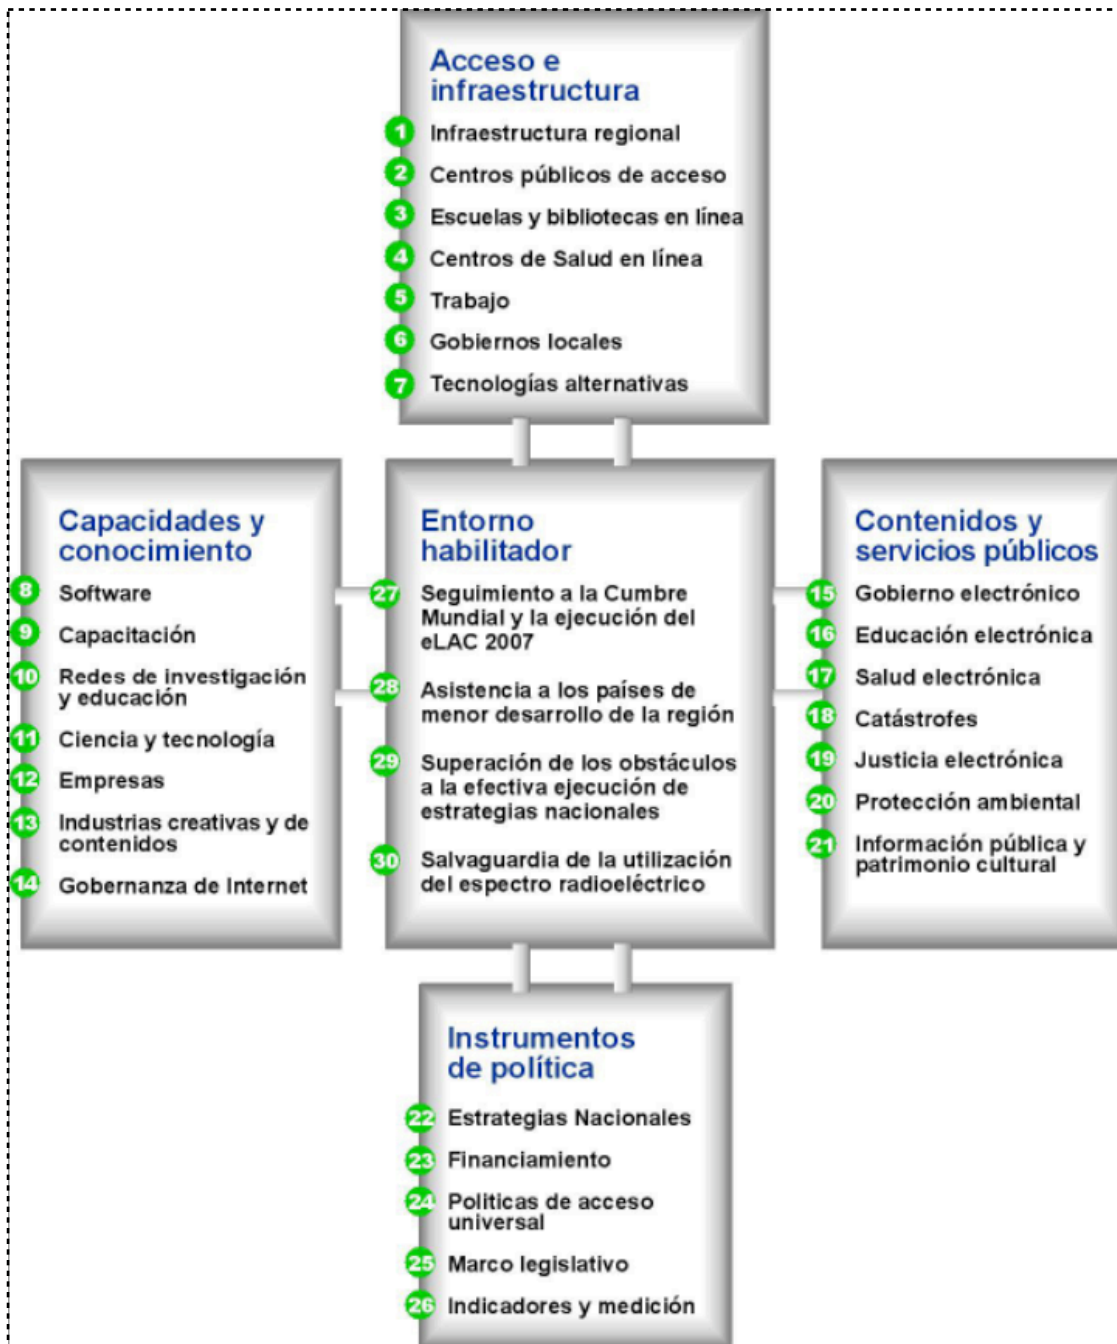 Acceso e
infraestructura
1 Infraestructura regional
2 Centros públicos de acceso
3 Escuelas y bibliotecas en línea
4 Centros de Salud en línea
5 Trabajo
6 Gobiernos locales
7 Tecnologías alternativas
Capacidades y
conocimiento
8 Software
9 Capacitación
10 Redes de investigación
y educación
11 Ciencia y tecnología
12 Empresas
13 Industrias creativas y de
contenidos
14 Gobernanza de Internet
Entorno
habilitador
27 Seguimiento a la Cumbre
Mundial y la ejecución del
eLAC 2007
28 Asistencia a los países de
menor desarrollo de la región
29 Superación de los obstáculos
a la efectiva ejecución de
estrategias nacionales
30 Salvaguardia de la utilización
del espectro radioeléctrico
Contenidos y
servicios públicos
15 Gobierno electrónico
16 Educación electrónica
17 Salud electrónica
18 Catástrofes
19 Justicia electrónica
20 Protección ambiental
21 Información pública y
patrimonio cultural
Instrumentos
de política
22 Estrategias Nacionales
23 Financiamiento
24 Politicas de acceso
universal
25 Marco legislativo
26 Indicadores y medición